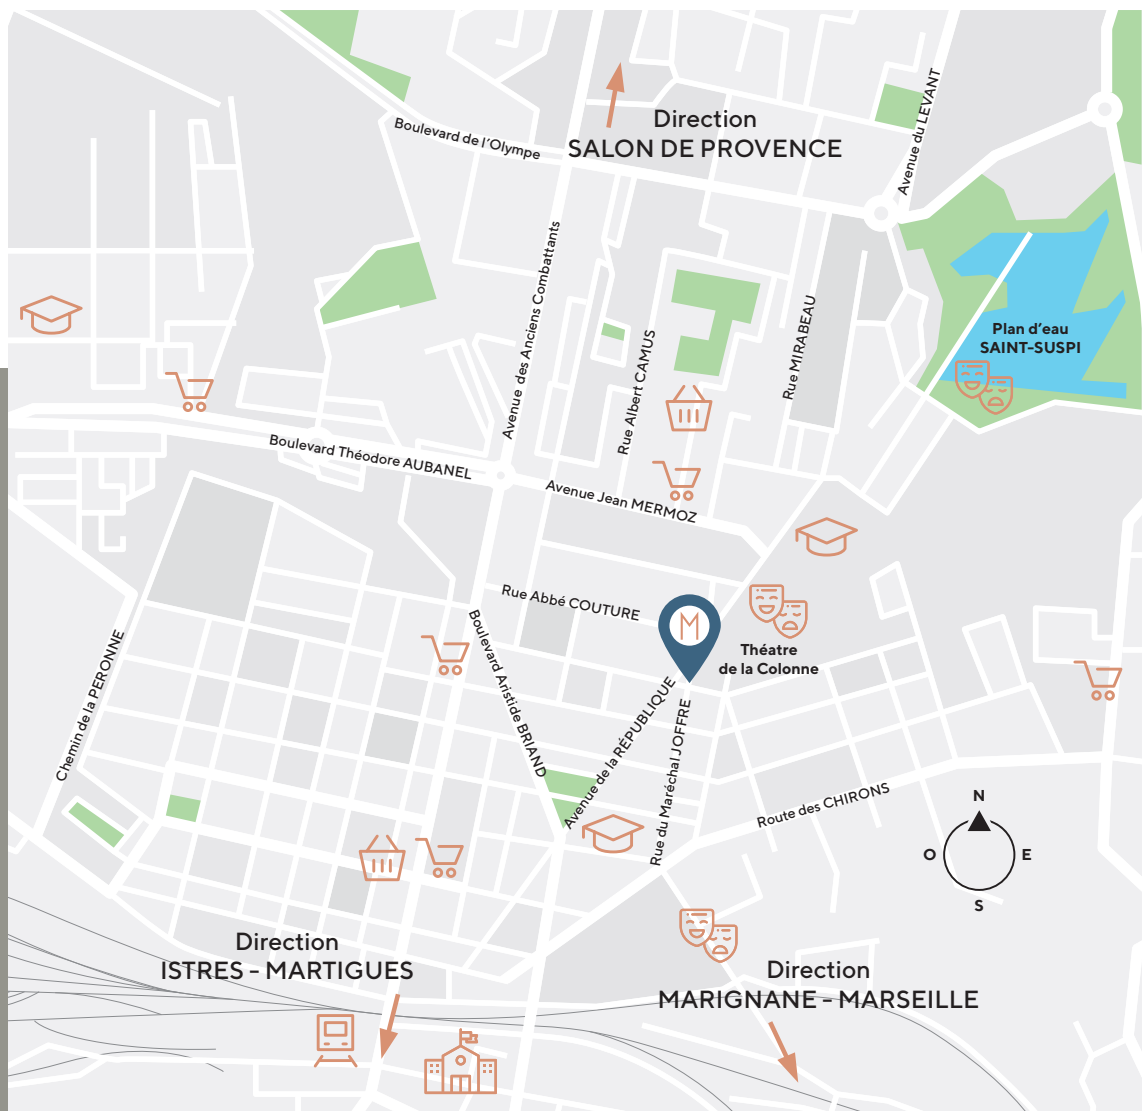 Direction
SALON DE PROVENCE
Boulevard de l'Olympe
Avenue du LEVANT
Avenue des Anciens Combattants
Rue MIRABEAU
Rue Albert CAMUS
Plan d'eau
SAINT-SUSPI
Boulevard Théodore AUBANEL
Avenue Jean MERMOZ
Rue Abbé COUTURE
M
Théatre
de la Colonne
Chemin de la PERONNE
Boulevard Aristide BRIAND
Avenue de la RÉPUBLIQUE
Rue du Maréchal JOFFRE
Route des CHIRONS
N
O
E
S
Direction
ISTRES - MARTIGUES
Direction
MARIGNANE - MARSEILLE